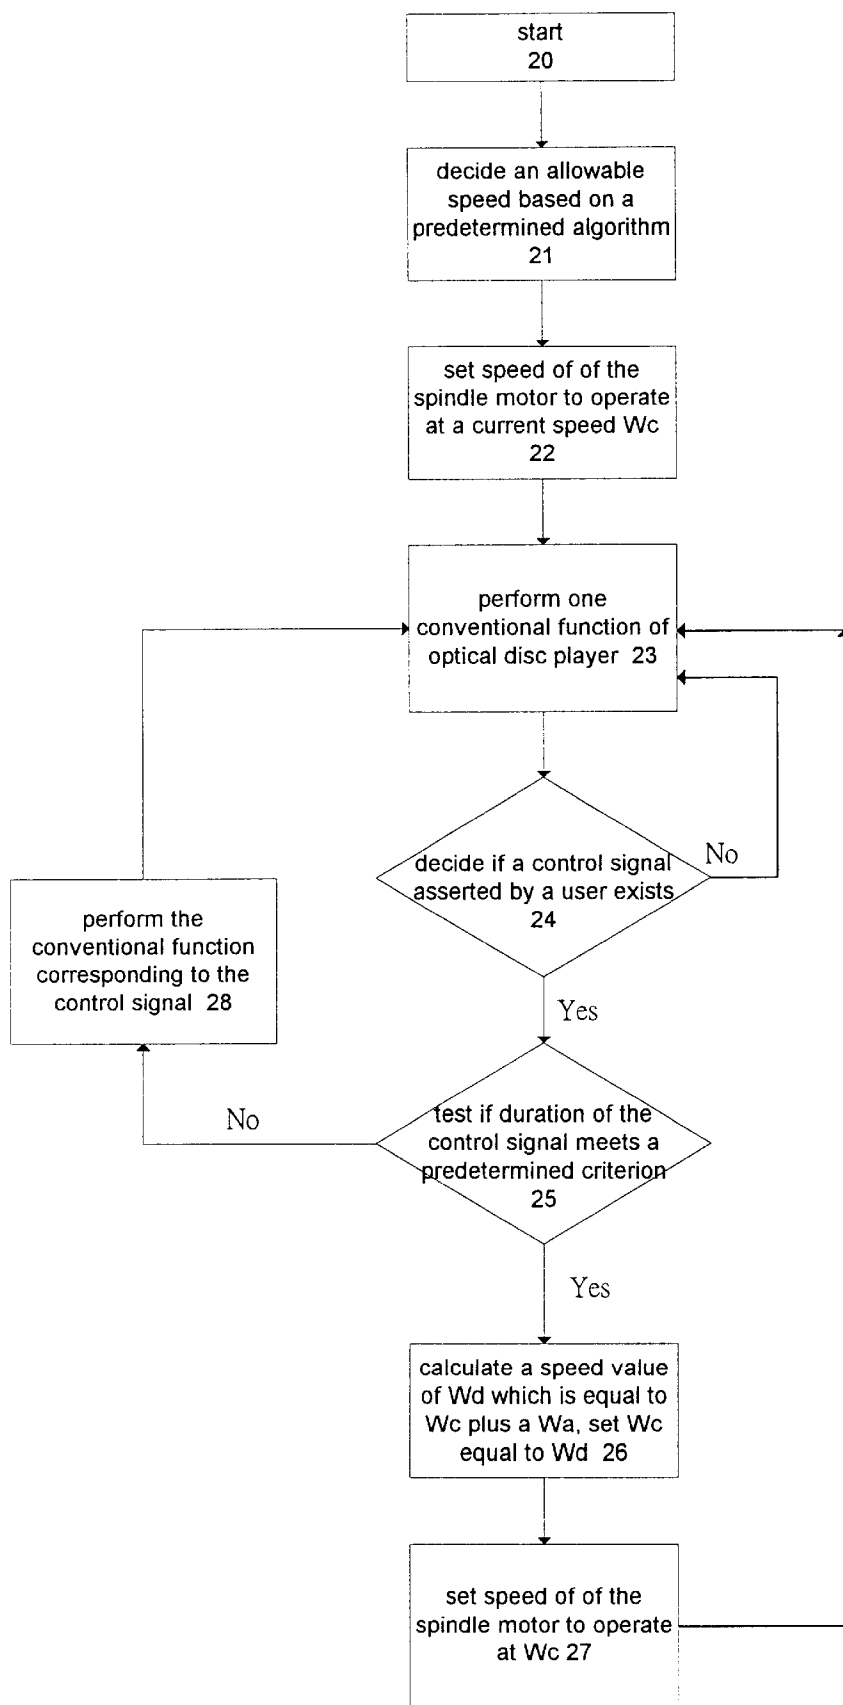 start
20
decide an allowable
speed based on a
predetermined algorithm
21
set speed of of the
spindle motor to operate
at a current speed Wc
22
perform one
conventional function of
optical disc player 23
decide if a control signal
asserted by a user exists
24
No
Yes
perform the
conventional function
corresponding to the
control signal 28
No
test if duration of the
control signal meets a
predetermined criterion
25
Yes
calculate a speed value
of Wd which is equal to
Wc plus a Wa, set Wc
equal to Wd 26
set speed of of the
spindle motor to operate
at Wc 27